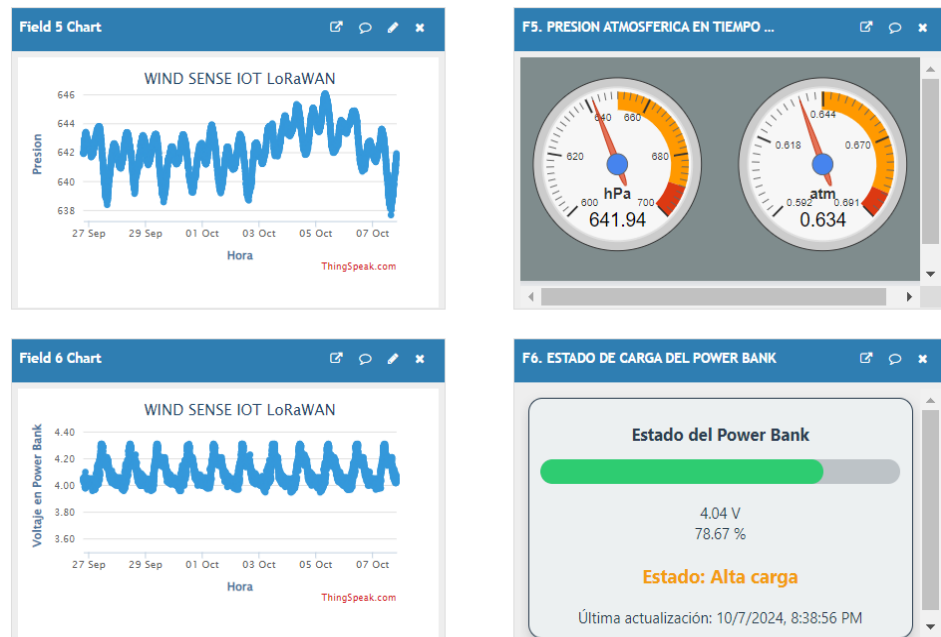 Field 5 Chart
WIND SENSE IOT LoRaWAN
646
644
642
640
638
Presion
27 Sep 29 Sep 01 Oct 03 Oct 05 Oct 07 Oct
Hora
ThingSpeak.com
F5. PRESION ATMOSFERICA EN TIEMPO ...
600 620 640 660 680 700
hPa
641.94
0.592 0.618 0.644 0.670 0.691
atm
0.634
Field 6 Chart
WIND SENSE IOT LoRaWAN
4.40
4.20
4.00
3.80
3.60
Voltaje en Power Bank
27 Sep 29 Sep 01 Oct 03 Oct 05 Oct 07 Oct
Hora
ThingSpeak.com
F6. ESTADO DE CARGA DEL POWER BANK
Estado del Power Bank
4.04 V
78.67 %
Estado: Alta carga
Última actualización: 10/7/2024, 8:38:56 PM